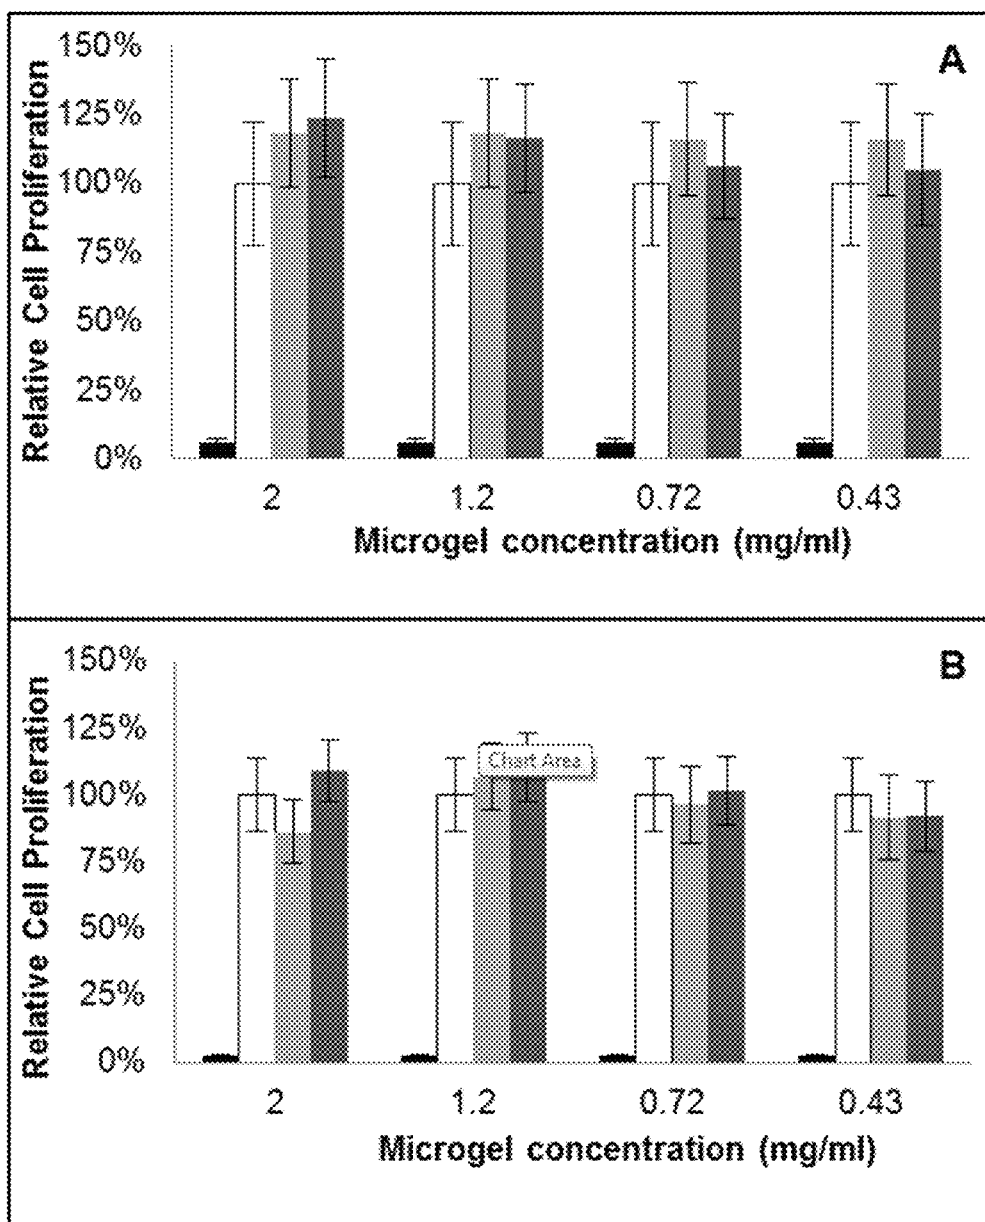 A
Relative Cell Proliferation
150%
125%
100%
75%
50%
25%
0%
2 1.2 0.72 0.43
Microgel concentration (mg/ml)
B
Relative Cell Proliferation
150%
125%
100%
75%
50%
25%
0%
Chart Area
2 1.2 0.72 0.43
Microgel concentration (mg/ml)